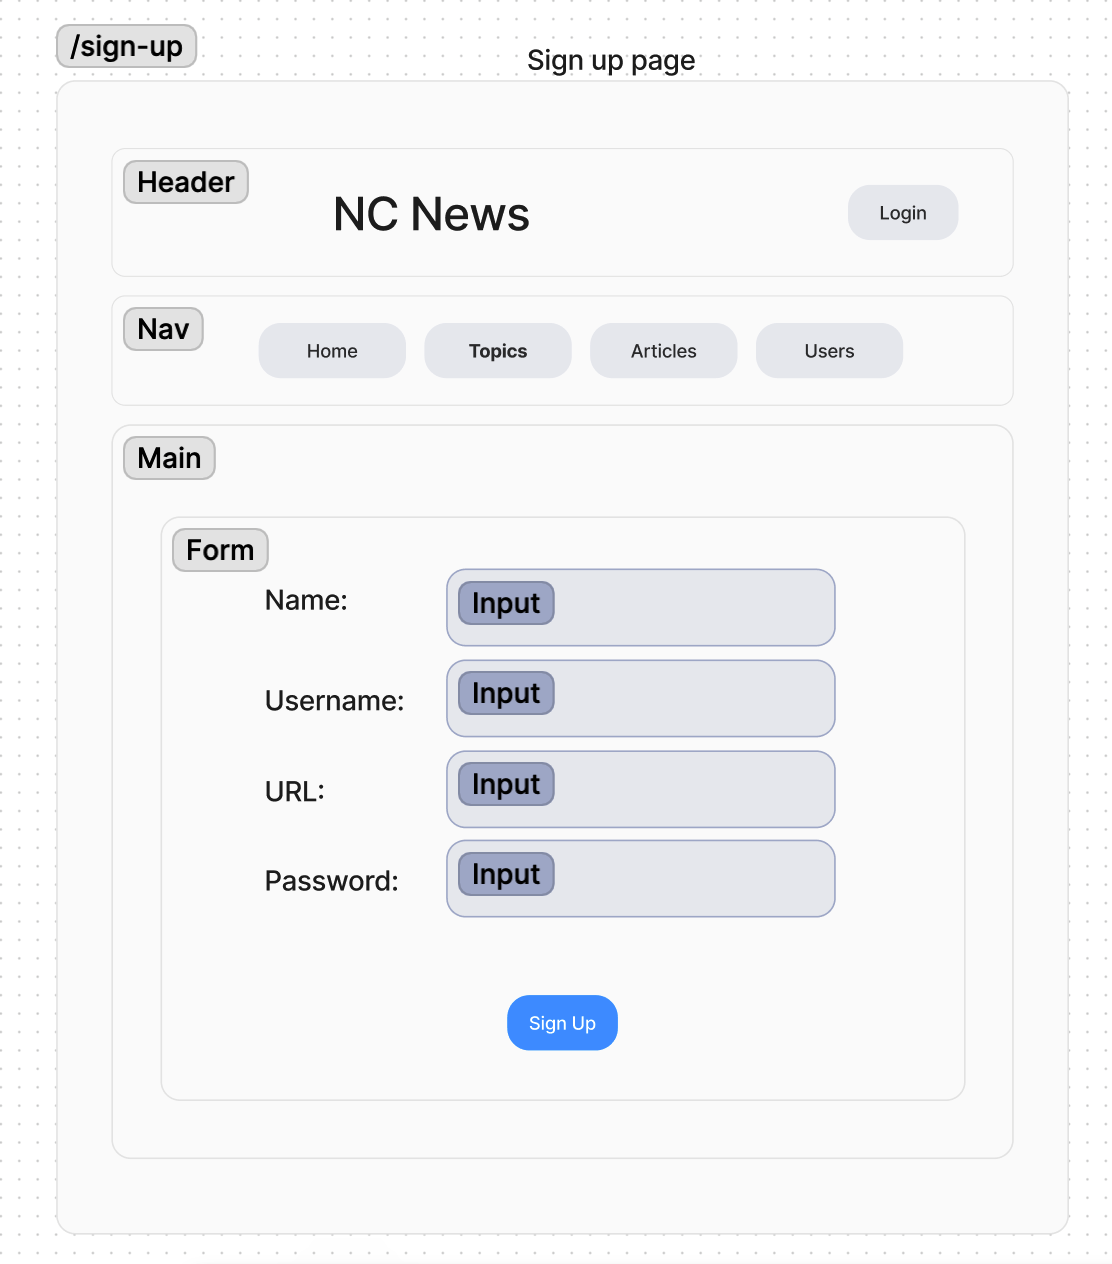 /sign-up
Sign up page
Header
NC News
Login
Nav
Home
Topics
Articles
Users
Main
Form
Name:
Input
Username:
Input
URL:
Input
Password:
Input
Sign Up